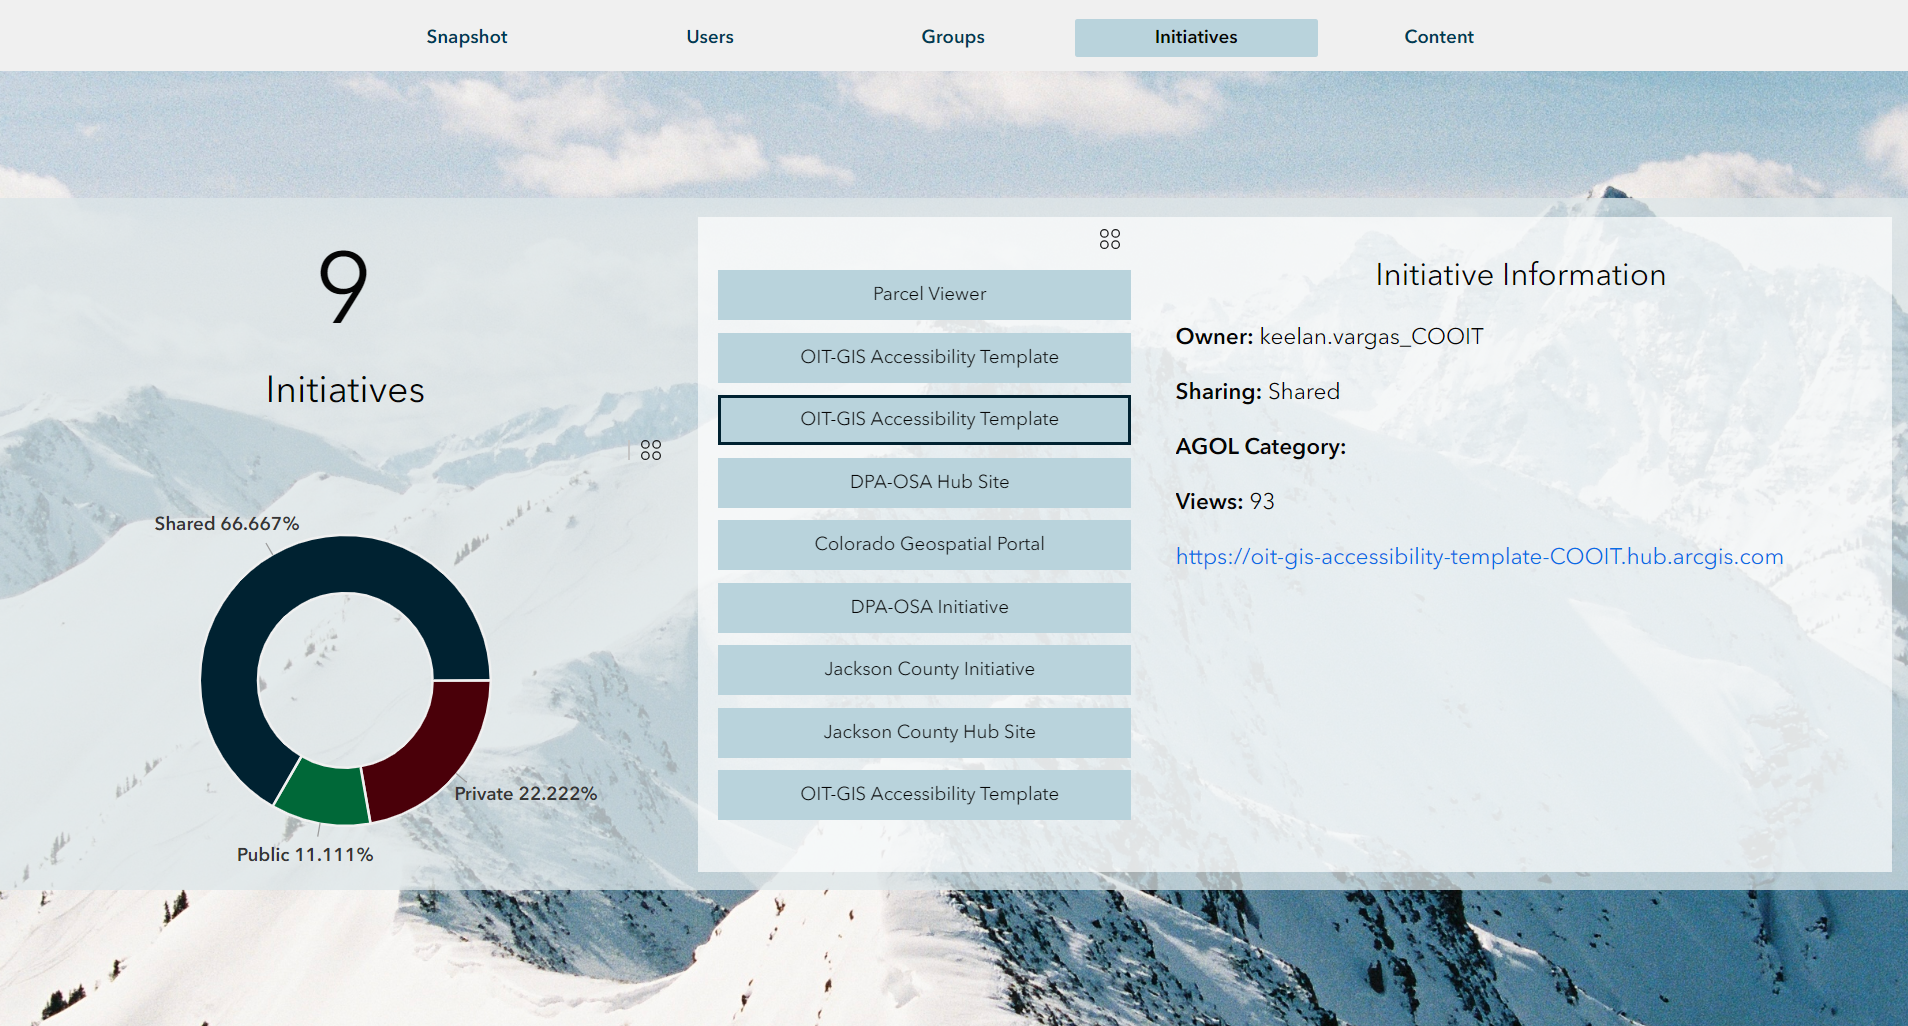 Snapshot
Users
Groups
Initiatives
Content
9
Initiatives
Shared 66.667%
Private 22.222%
Public 11.111%
Parcel Viewer
OIT-GIS Accessibility Template
OIT-GIS Accessibility Template
DPA-OSA Hub Site
Colorado Geospatial Portal
DPA-OSA Initiative
Jackson County Initiative
Jackson County Hub Site
OIT-GIS Accessibility Template
Initiative Information
Owner: keelan.vargas_COOIT
Sharing: Shared
AGOL Category:
Views: 93
https://oit-gis-accessibility-template-COOIT.hub.arcgis.com